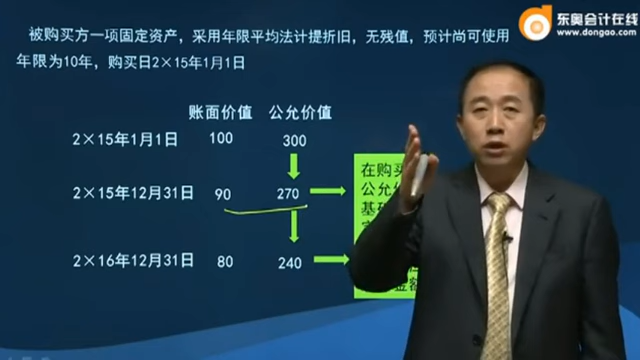 东奥会计在线
www.dongao.com
被购买方一项固定资产，采用年限平均法计提折旧，无残值，预计尚可使用
年限为10年，购买日2×15年1月1日
账面价值 公允价值
2×15年1月1日 100 300
在购买
公允价
基础
2×15年12月31日 90 270
2×16年12月31日 80 240
金额